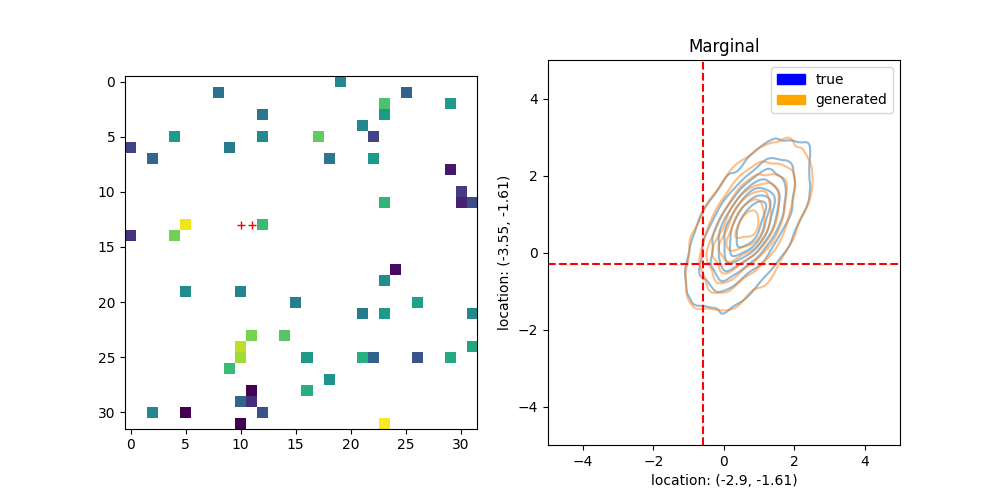 0
5
10
15
20
25
30
0 5 10 15 20 25 30
Marginal
true
generated
4
2
0
−2
−4
location: (-3.55, -1.61)
−4 −2 0 2 4
location: (-2.9, -1.61)